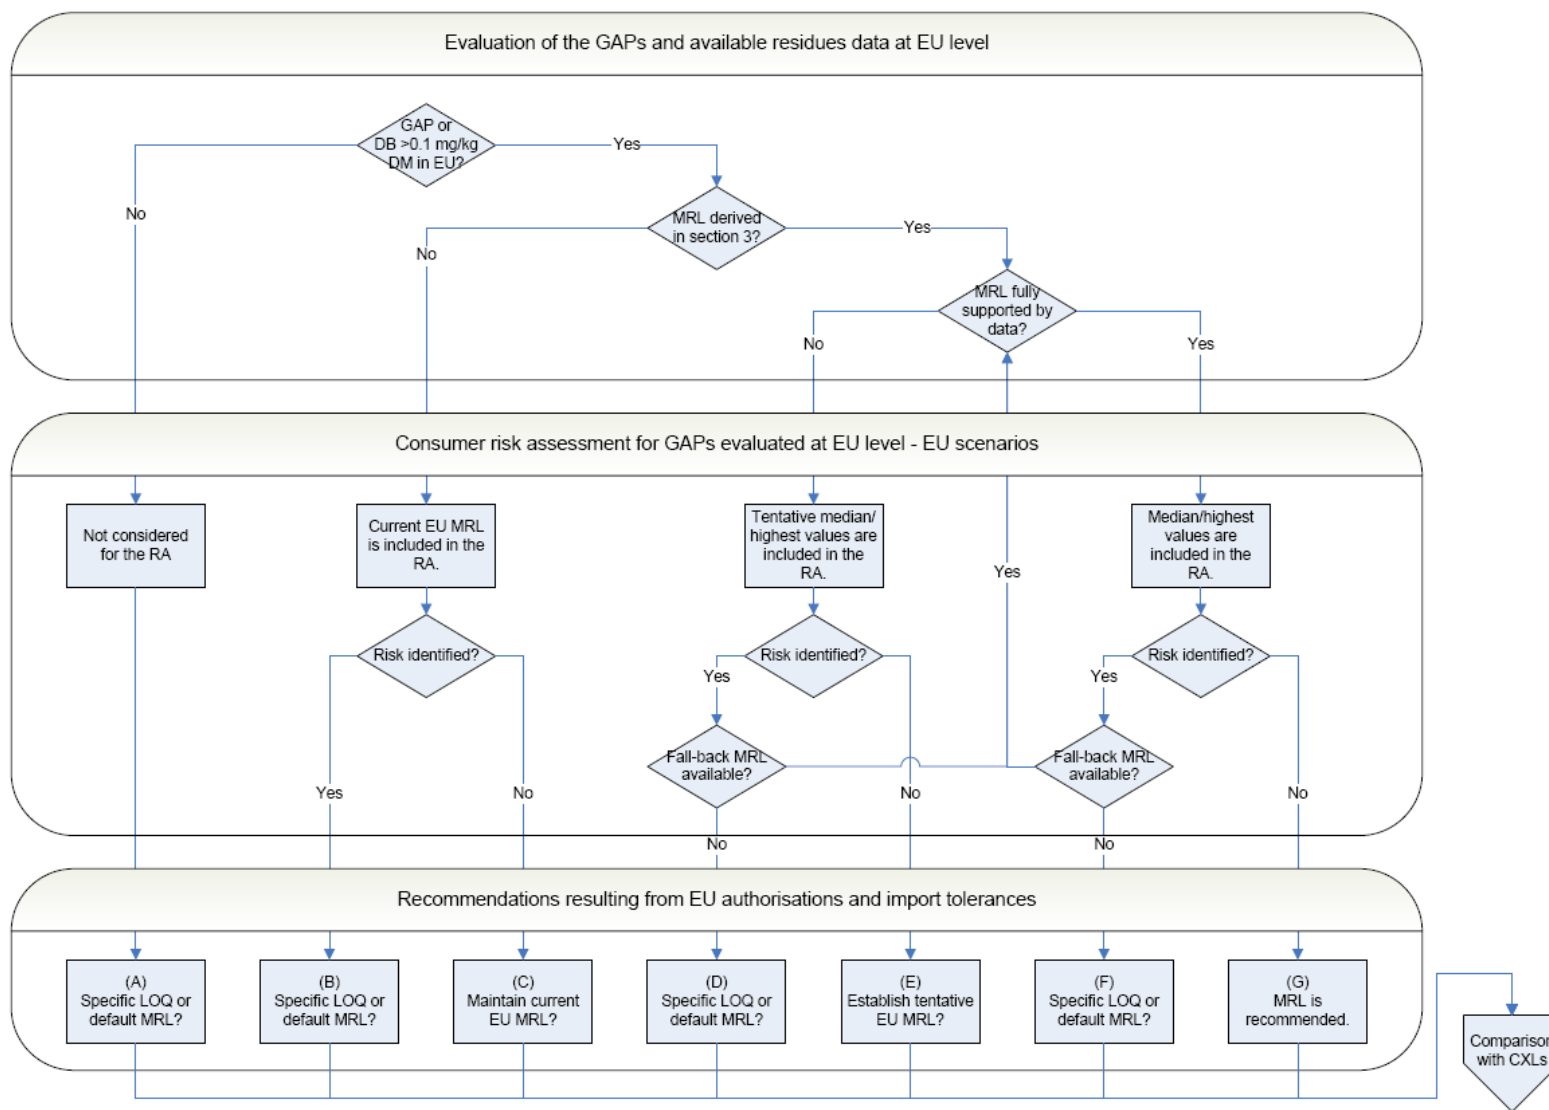 Evaluation of the GAPs and available residues data at EU level
GAP or
DB >0.1 mg/kg
DM in EU?
Yes
No
MRL derived
in section 3?
Yes
No
MRL fully
supported by
data?
No
Yes
Consumer risk assessment for GAPs evaluated at EU level - EU scenarios
Not considered
for the RA
Current EU MRL
is included in the
RA.
Tentative median/
highest values are
included in the
RA.
Yes
Median/highest
values are
included in the
RA.
Risk identified?
Risk identified?
Risk identified?
Yes
Yes
Fall-back MRL
available?
Fall-back MRL
available?
Yes
No
No
No
No
No
Recommendations resulting from EU authorisations and import tolerances
(A)
Specific LOQ or
default MRL?
(B)
Specific LOQ or
default MRL?
(C)
Maintain current
EU MRL?
(D)
Specific LOQ or
default MRL?
(E)
Establish tentative
EU MRL?
(F)
Specific LOQ or
default MRL?
(G)
MRL is
recommended.
Comparison
with CXLs